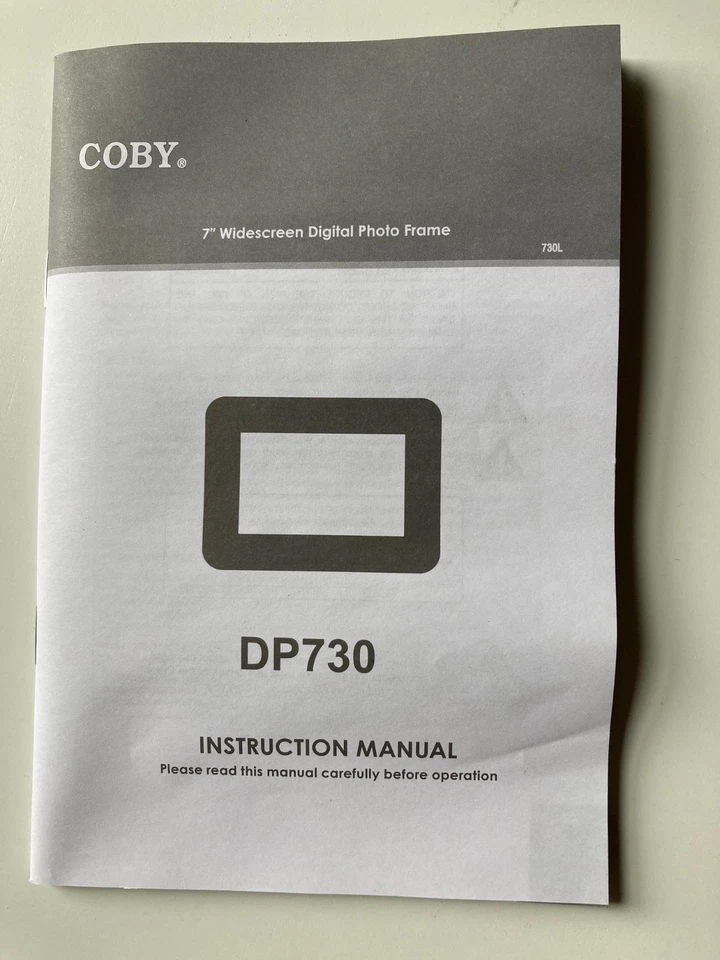 COBY®
7" Widescreen Digital Photo Frame
730L
DP730
INSTRUCTION MANUAL
Please read this manual carefully before operation